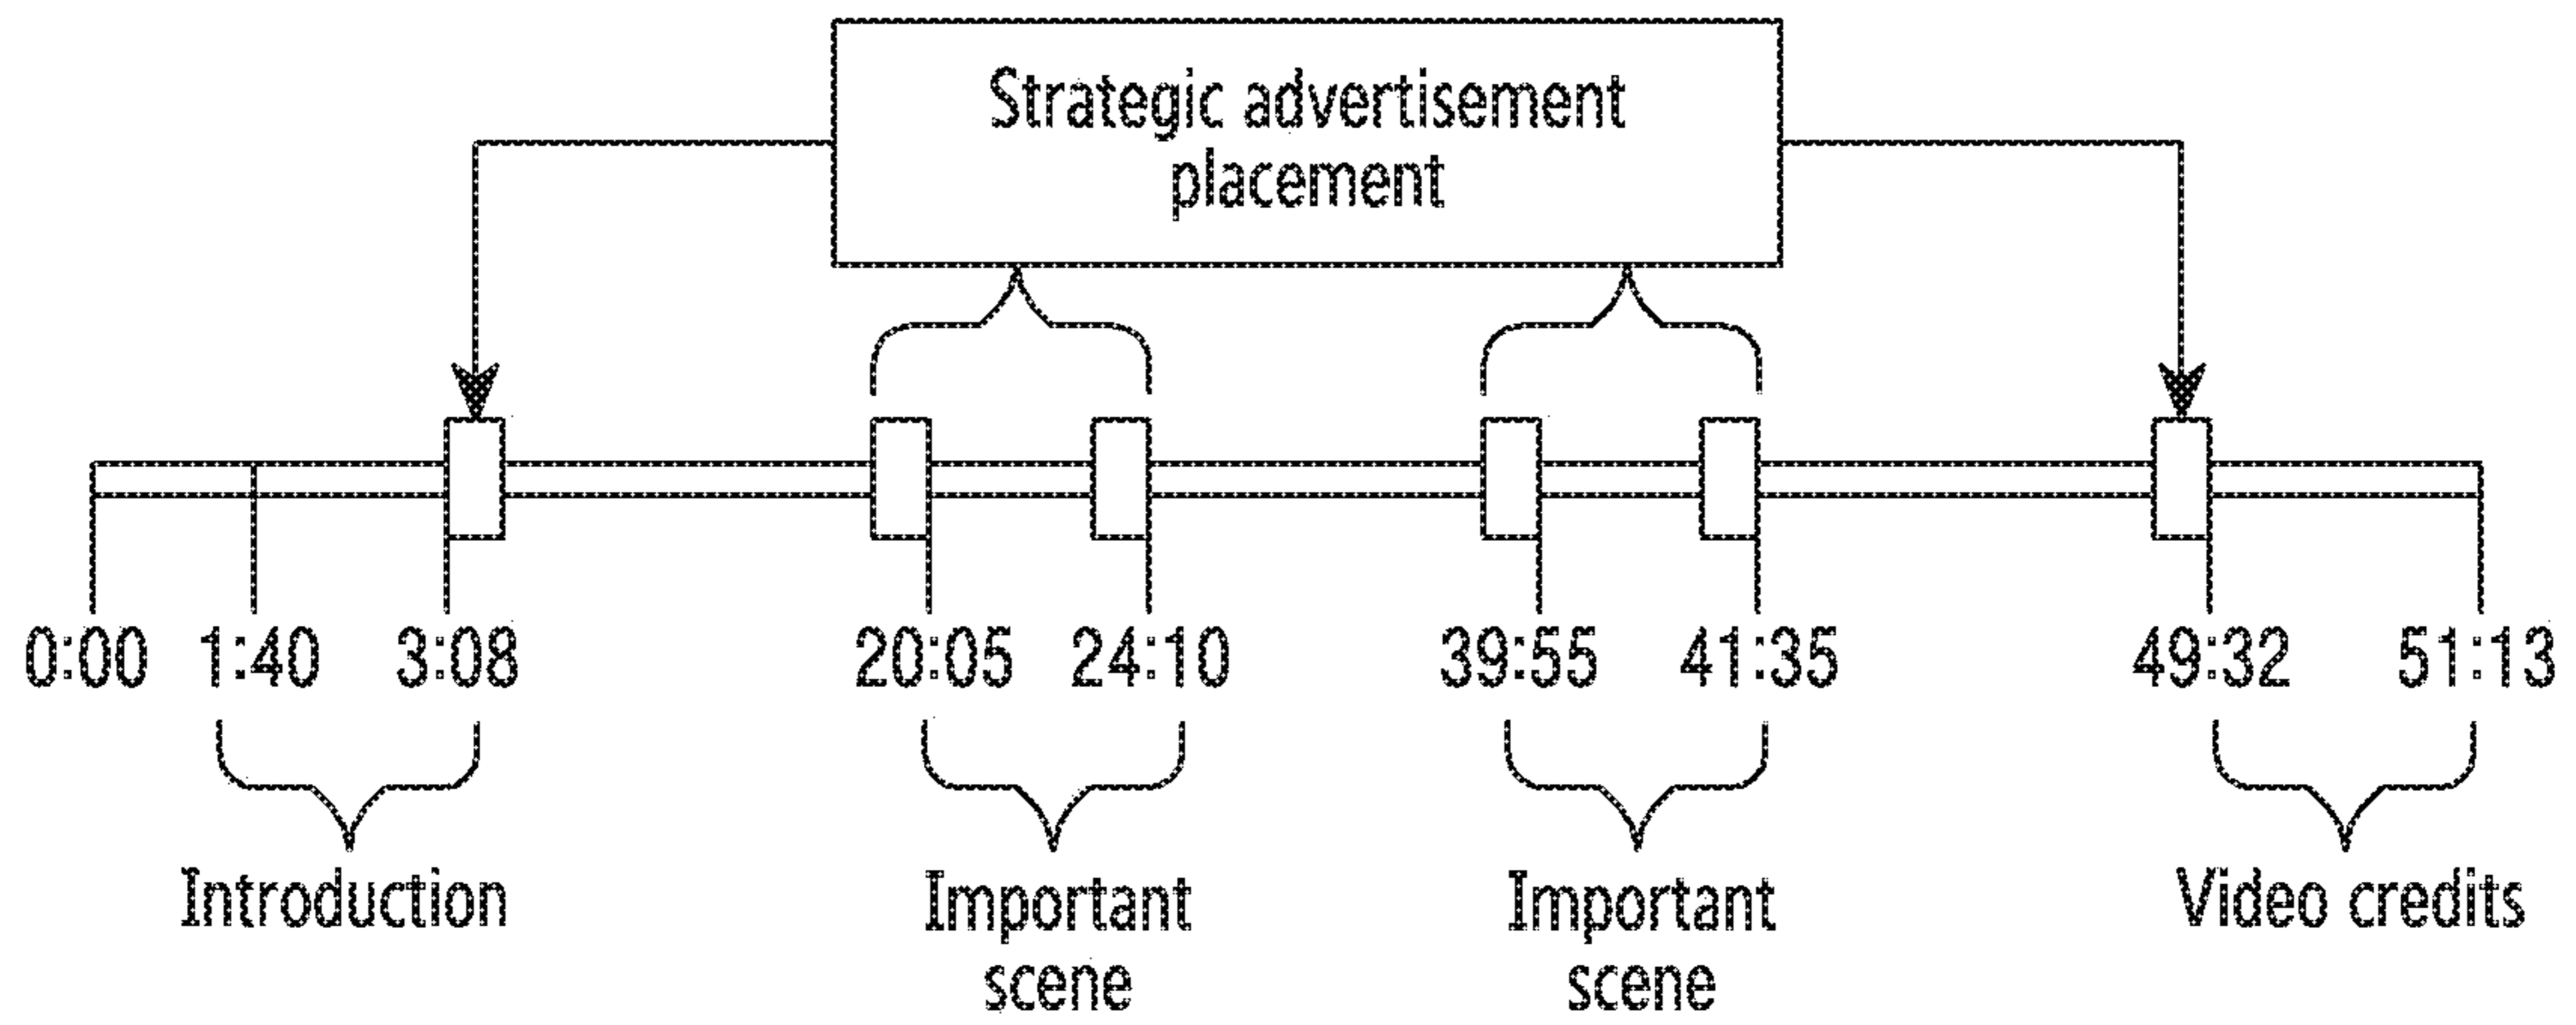 Strategic advertisement
placement
0:00 1:40 3:08 20:05 24:10 39:55 41:35 49:32 51:13
Introduction
Important
scene
Important
scene
Video credits